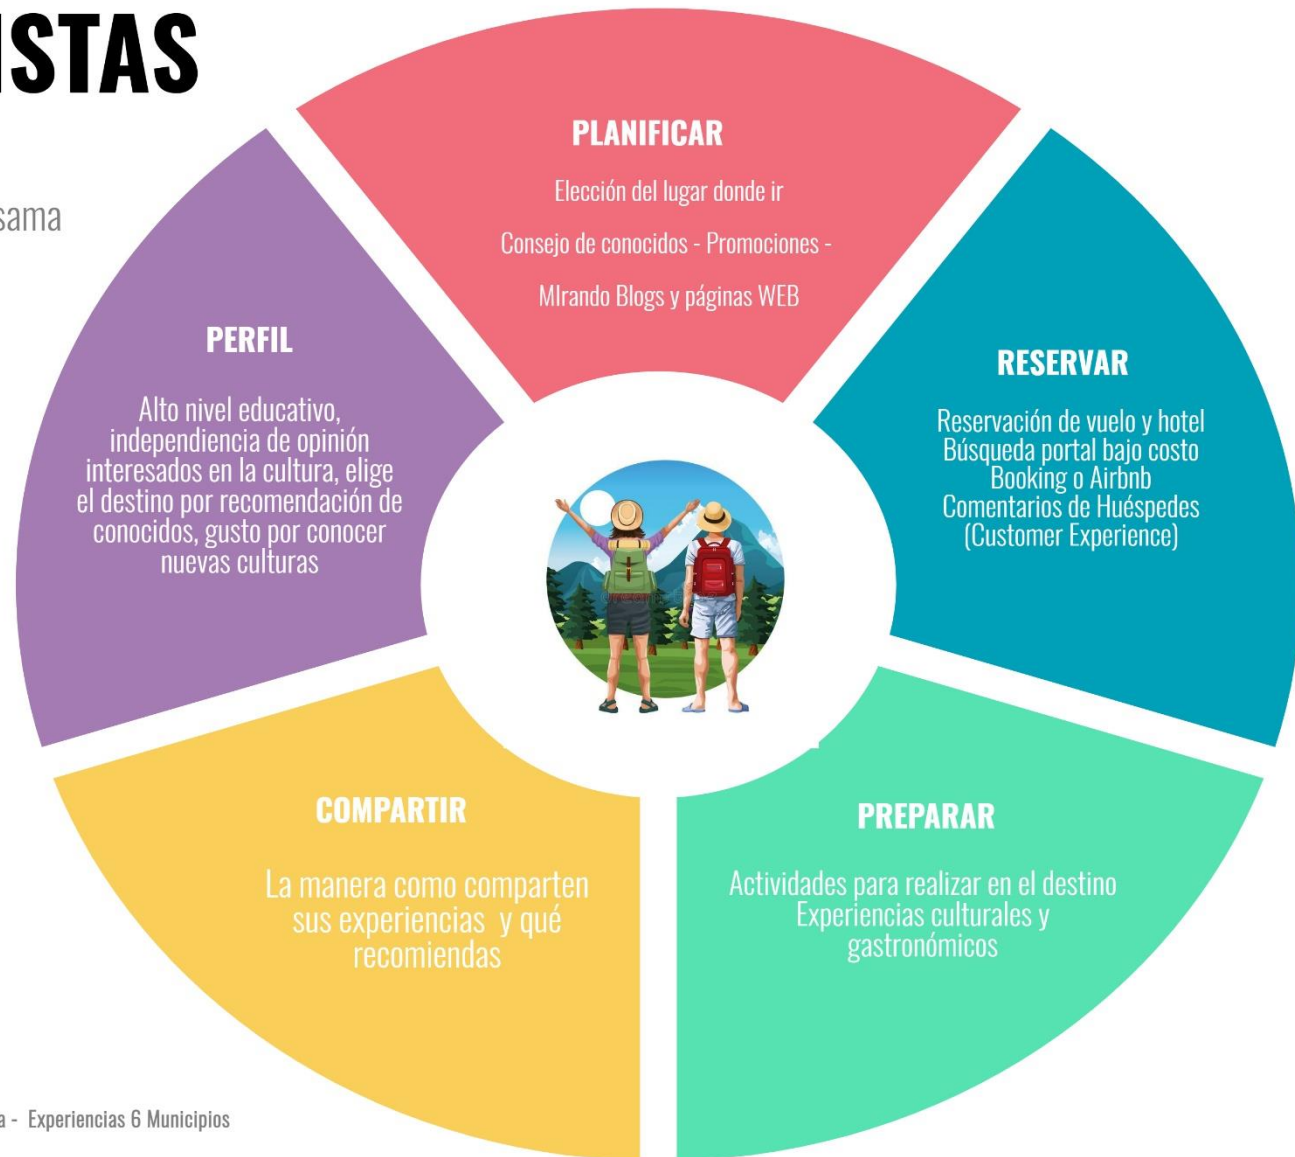 ISTAS
sama
PLANIFICAR
Elección del lugar donde ir
Consejo de conocidos - Promociones -
MIrando Blogs y páginas WEB
PERFIL
Alto nivel educativo,
independiencia de opinión
interesados en la cultura, elige
el destino por recomendación de
conocidos, gusto por conocer
nuevas culturas
RESERVAR
Reservación de vuelo y hotel
Búsqueda portal bajo costo
Booking o Airbnb
Comentarios de Huéspedes
(Customer Experience)
COMPARTIR
La manera como comparten
sus experiencias y qué
recomiendas
PREPARAR
Actividades para realizar en el destino
Experiencias culturales y
gastronómicos
a - Experiencias 6 Municipios